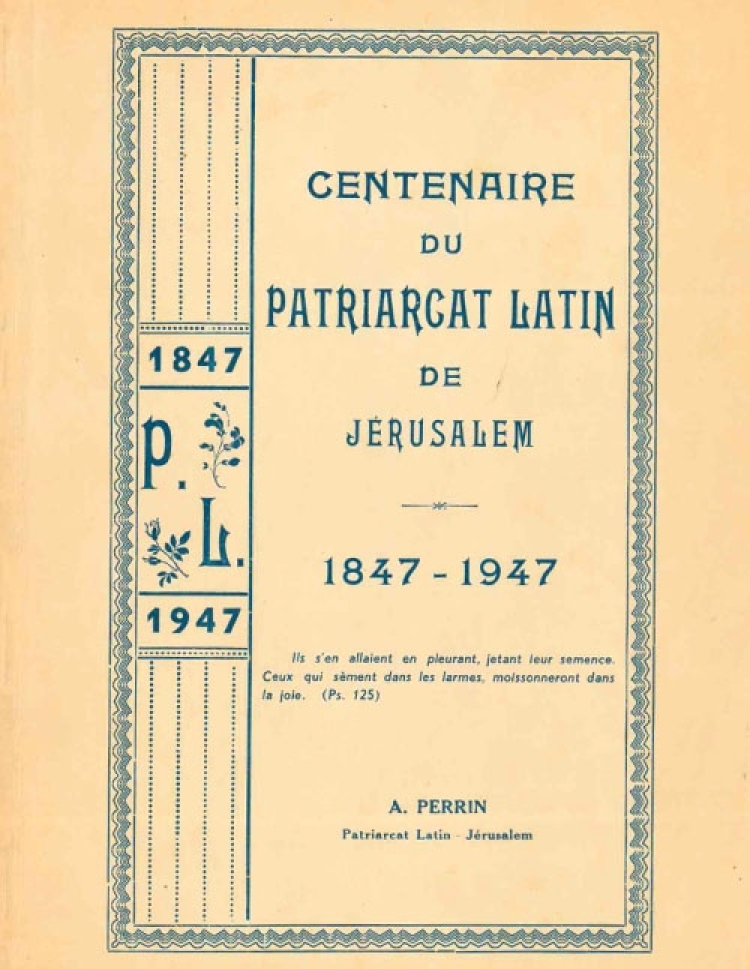 CENTENAIRE
DU
PATRIARCAT LATIN
DE
JÉRUSALEM
1847 - 1947
Ils s'en allaient en pleurant, jetant leur semence.
Ceux qui sèment dans les larmes, moissonneront dans
la joie. (Ps. 125)
A. PERRIN
Patriarcat Latin - Jérusalem
1847
P.
L.
1947